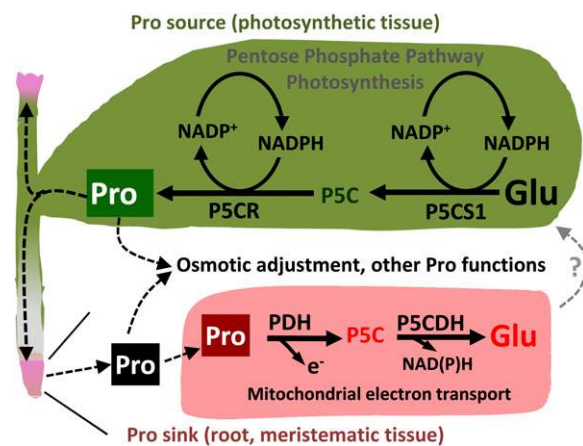 Pro source (photosynthetic tissue)
Pentose Phosphate Pathway
Photosynthesis
NADP⁺ NADPH NADP⁺ NADPH
Pro P5C Glu
P5CR P5CS1
Osmotic adjustment, other Pro functions
?
Pro Pro PDH P5C P5CDH Glu
e⁻ NAD(P)H
Mitochondrial electron transport
Pro sink (root, meristematic tissue)